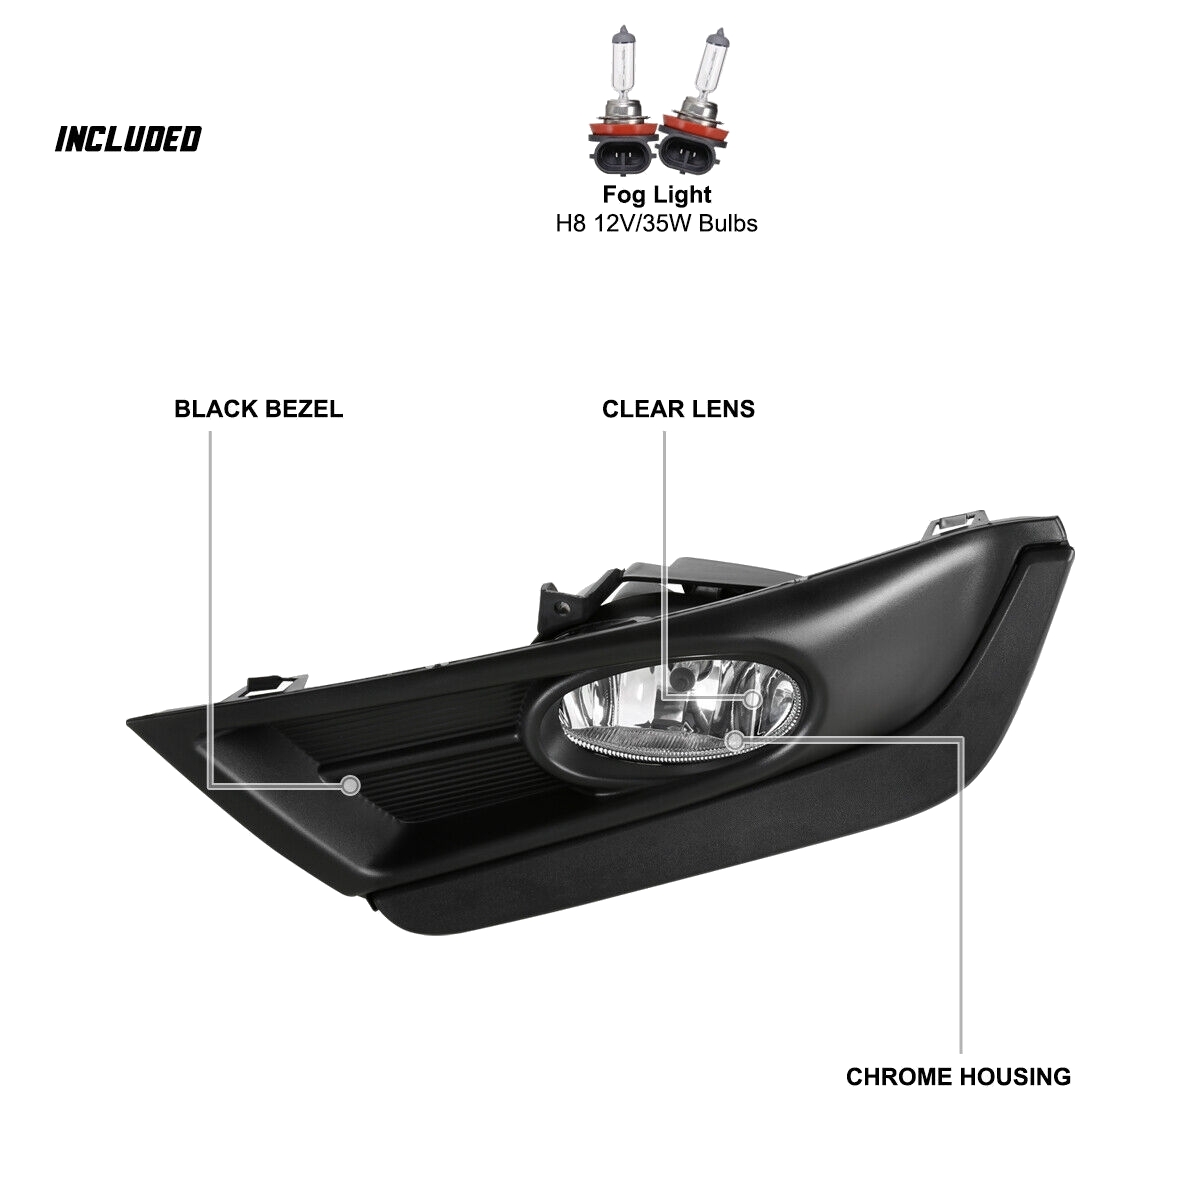 INCLUDED
Fog Light
H8 12V/35W Bulbs
BLACK BEZEL
CLEAR LENS
CHROME HOUSING